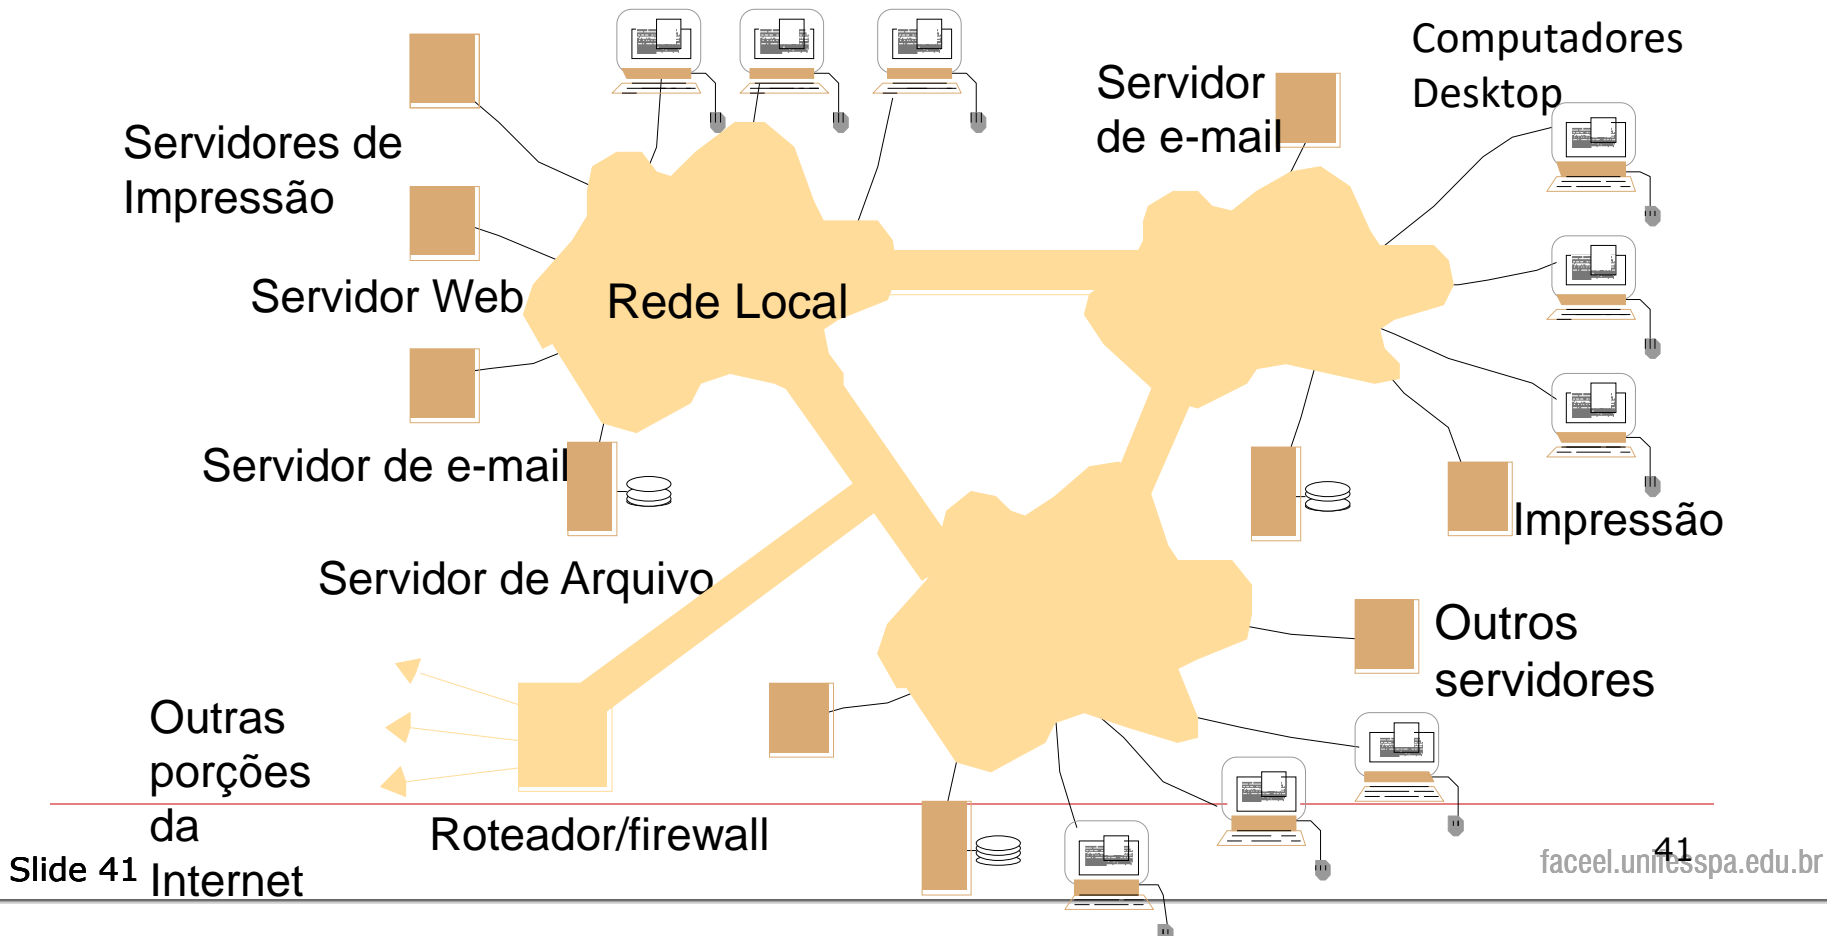 Computadores
Desktop
Servidor
de e-mail
Servidores de
Impressão
Servidor Web
Rede Local
Servidor de e-mail
Impressão
Servidor de Arquivo
Outros
servidores
Outras
porções
da
Internet
Roteador/firewall
Slide 41
41
faceel.unifesspa.edu.br